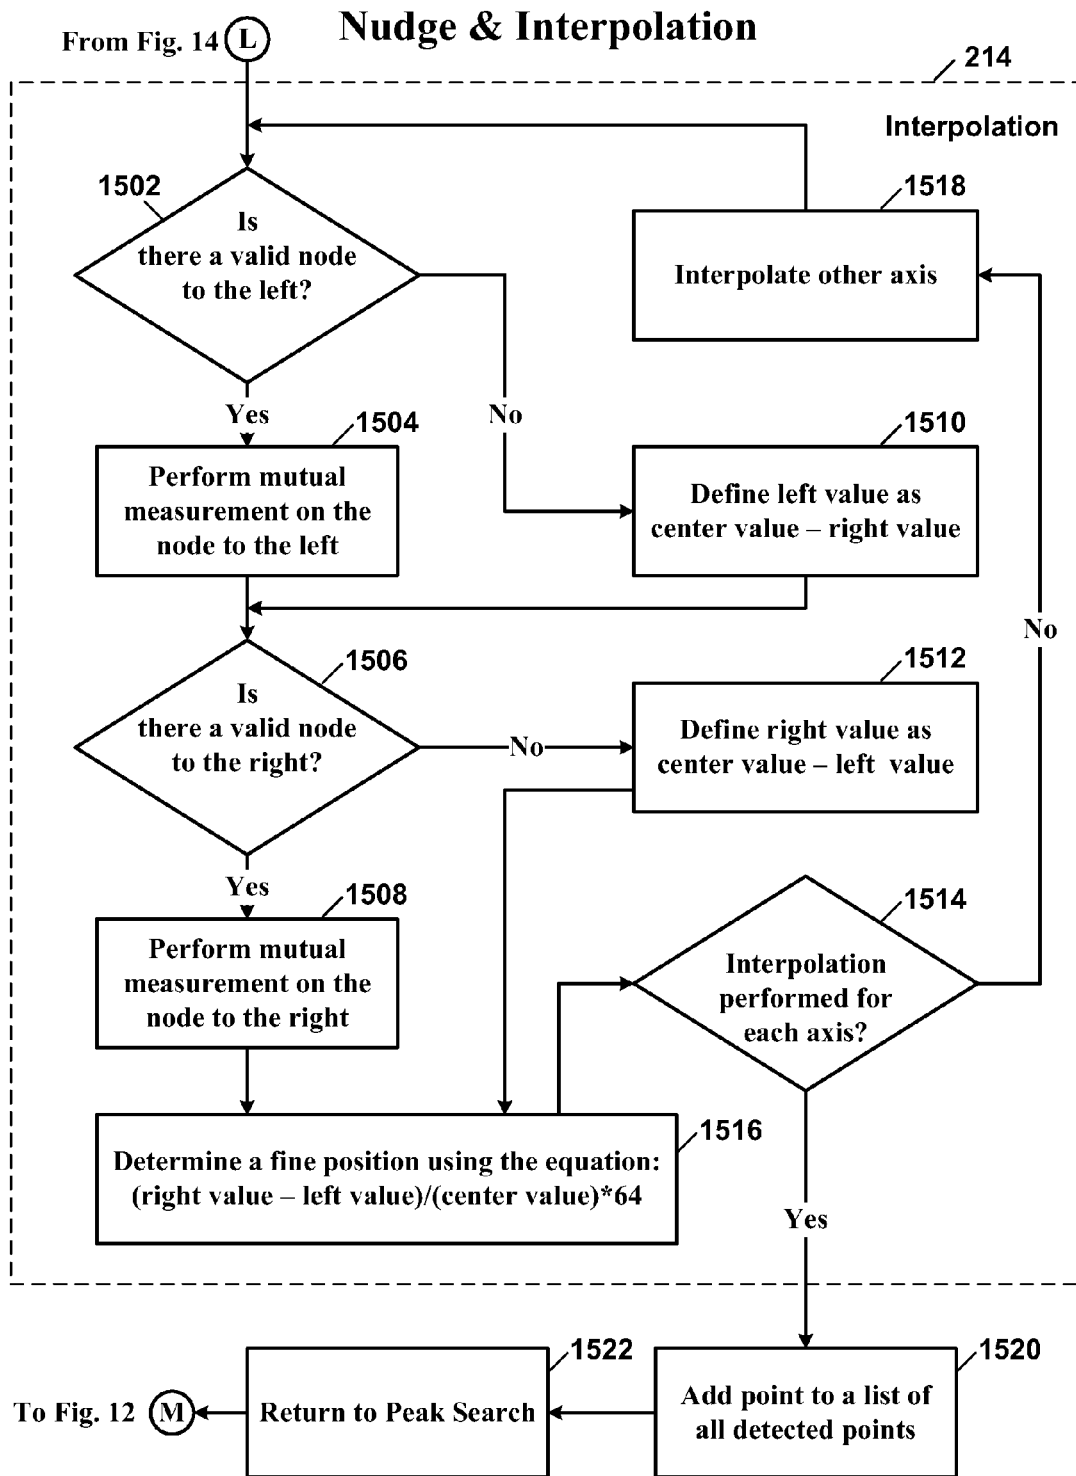 Nudge & Interpolation
From Fig. 14
L
214
Interpolation
1502
Is
there a valid node
to the left?
1518
Interpolate other axis
Yes
No
1504
Perform mutual
measurement on the
node to the left
1510
Define left value as
center value – right value
No
1506
Is
there a valid node
to the right?
No
1512
Define right value as
center value – left value
Yes
1508
Perform mutual
measurement on the
node to the right
1514
Interpolation
performed for
each axis?
1516
Determine a fine position using the equation:
(right value – left value)/(center value)*64
Yes
1520
Add point to a list of
all detected points
1522
Return to Peak Search
To Fig. 12
M